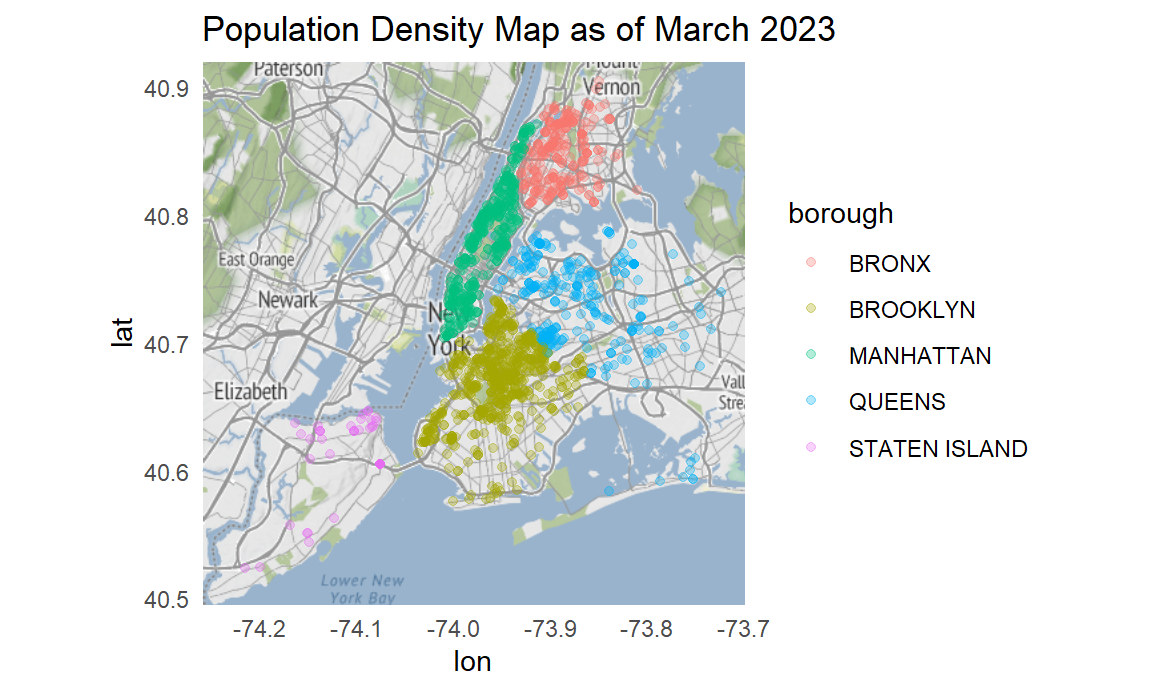 Population Density Map as of March 2023
Paterson
Mount
Vernon
40.9
40.8
East Orange
Newark
New
York
40.7
Elizabeth
Vall
Strea
40.6
Lower New
York Bay
40.5
-74.2 -74.1 -74.0 -73.9 -73.8 -73.7
lon
lat
borough
BRONX
BROOKLYN
MANHATTAN
QUEENS
STATEN ISLAND